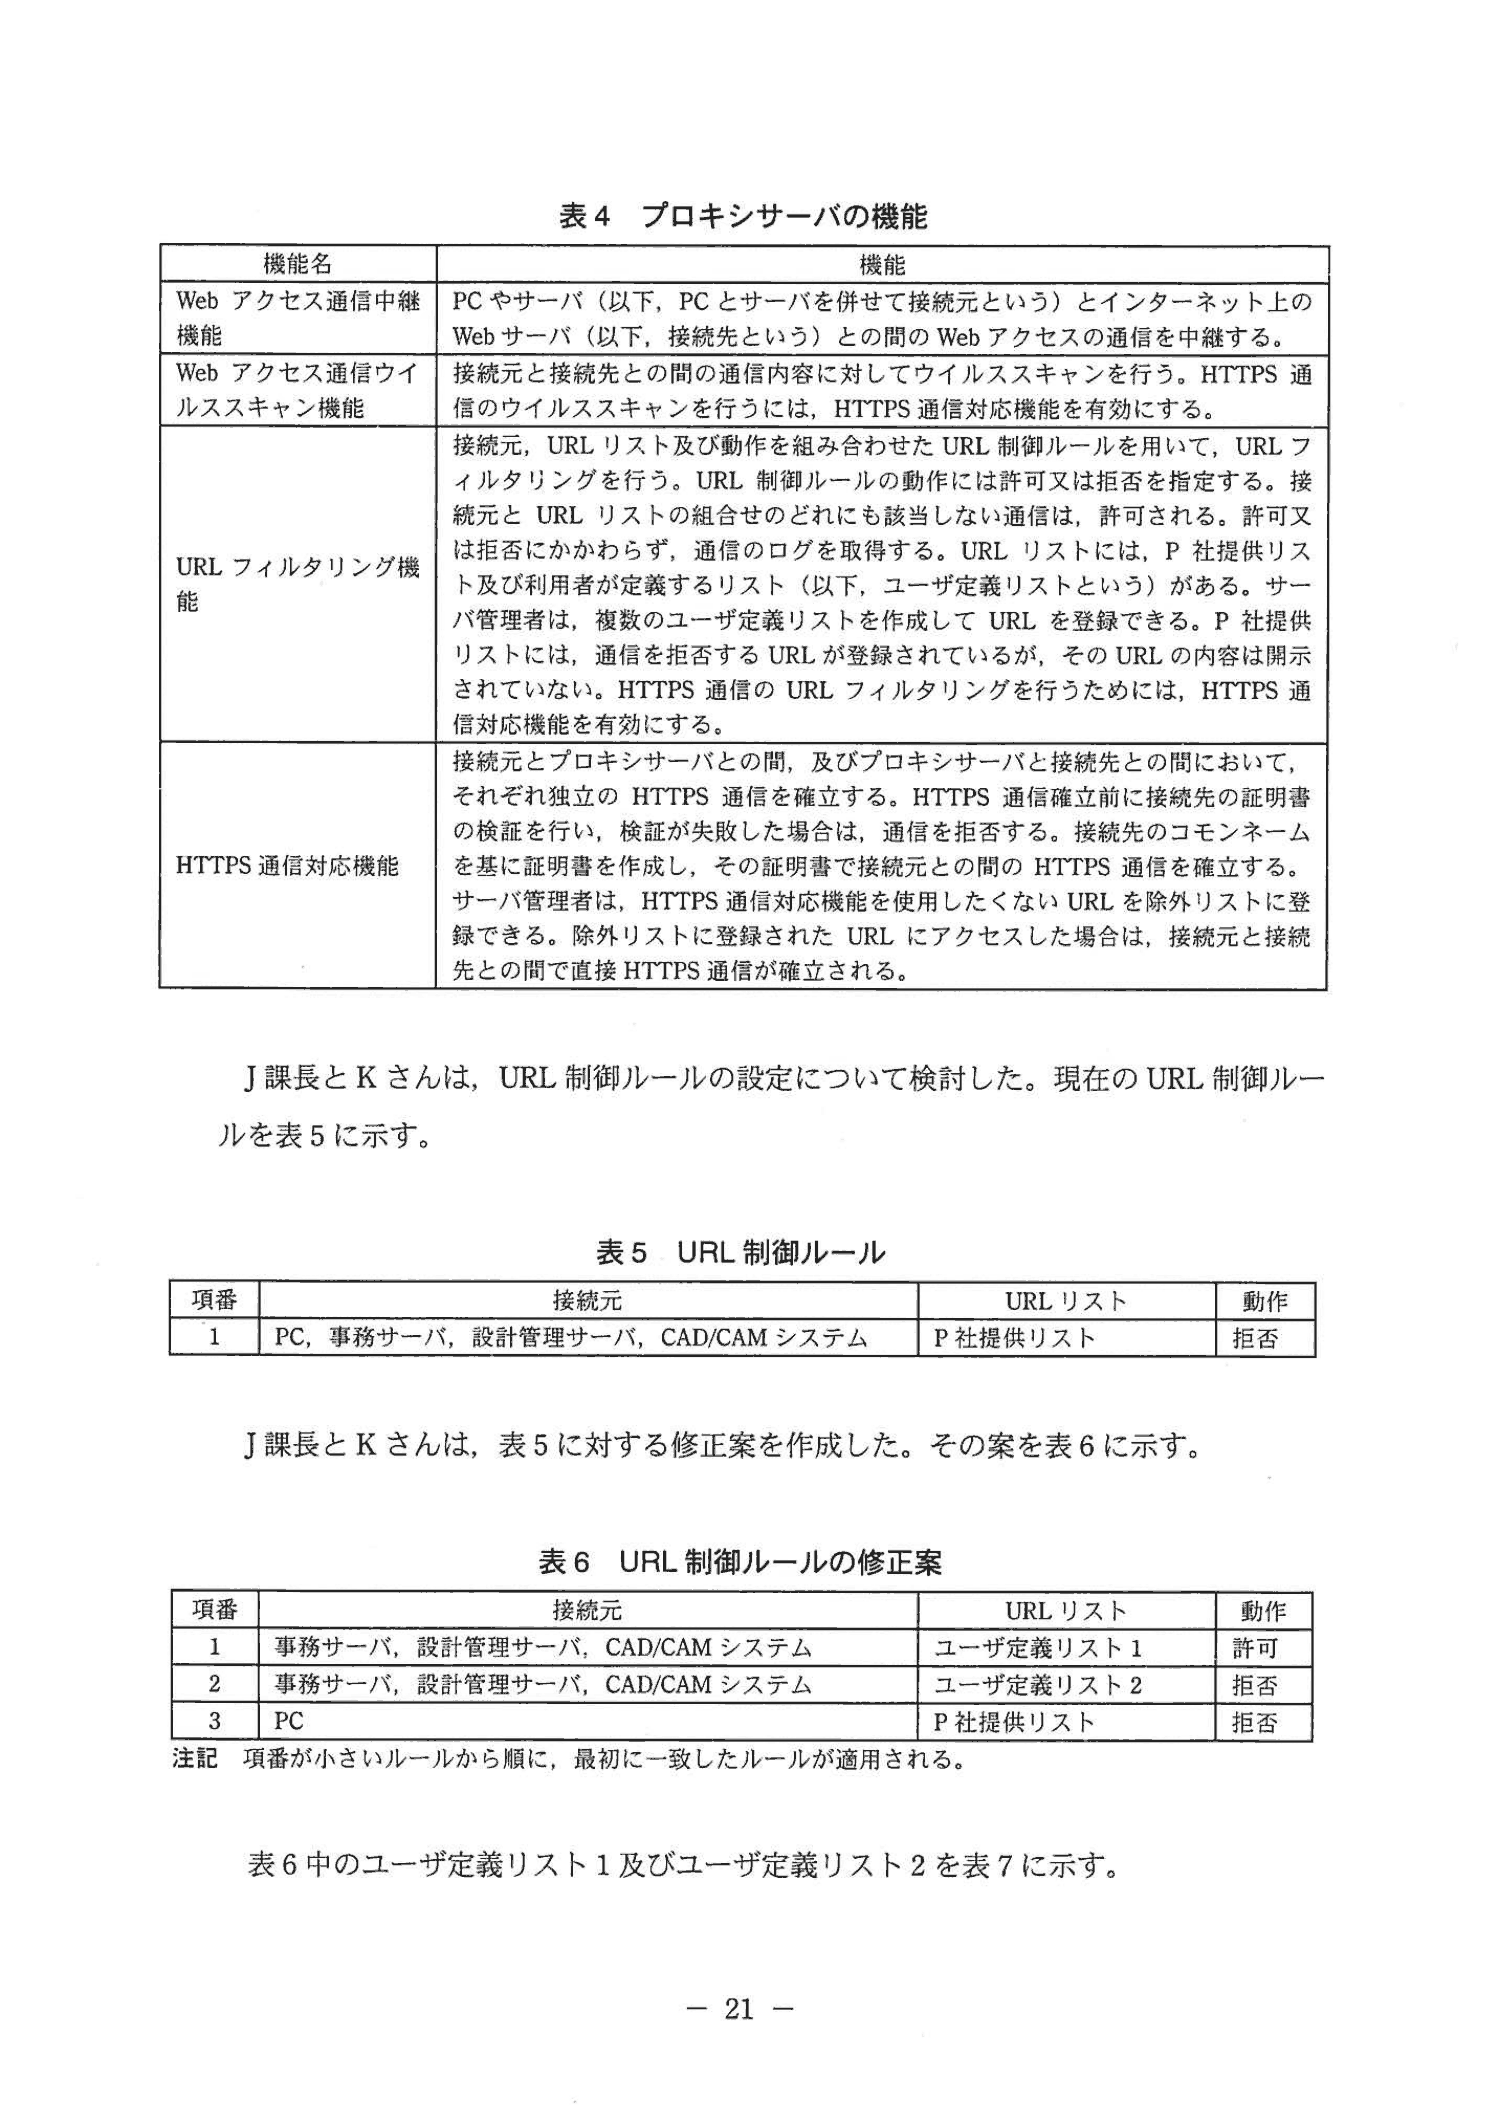 表4　プロキシサーバの機能
機能名　機能
Web アクセス通信中継
機能
PC やサーバ（以下，PC とサーバを併せて接続元という）とインターネット上の
Web サーバ（以下，接続先という）との間の Web アクセスの通信を中継する。
Web アクセス通信ウイ
ルススキャン機能
接続元と接続先との間の通信内容に対してウイルススキャンを行う。HTTPS 通
信のウイルススキャンを行うには，HTTPS 通信対応機能を有効にする。
URL フィルタリング機
能
接続元，URL リスト及び動作を組み合わせた URL 制御ルールを用いて，URL フ
ィルタリングを行う。URL 制御ルールの動作には許可又は拒否を指定する。接
続元と URL リストの組合せのどれにも該当しない通信は，許可される。許可又
は拒否にかかわらず，通信のログを取得する。URL リストには，P 社提供リス
ト及び利用者が定義するリスト（以下，ユーザ定義リストという）がある。サー
バ管理者は，複数のユーザ定義リストを作成して URL を登録できる。P 社提供
リストには，通信を拒否する URL が登録されているが，その URL の内容は開示
されていない。HTTPS 通信の URL フィルタリングを行うためには，HTTPS 通
信対応機能を有効にする。
HTTPS 通信対応機能
接続元とプロキシサーバとの間，及びプロキシサーバと接続先との間において，
それぞれ独立の HTTPS 通信を確立する。HTTPS 通信確立前に接続先の証明書
の検証を行い，検証が失敗した場合は，通信を拒否する。接続先のコモンネーム
を基に証明書を作成し，その証明書で接続元との間の HTTPS 通信を確立する。
サーバ管理者は，HTTPS 通信対応機能を使用したくない URL を除外リストに登
録できる。除外リストに登録された URL にアクセスした場合は，接続元と接続
先との間で直接 HTTPS 通信が確立される。
J 課長と K さんは，URL 制御ルールの設定について検討した。現在の URL 制御ルー
ルを表 5 に示す。
表5　URL 制御ルール
項番　接続元　URL リスト　動作
1　PC，事務サーバ，設計管理サーバ，CAD/CAM システム　P 社提供リスト　拒否
J 課長と K さんは，表 5 に対する修正案を作成した。その案を表 6 に示す。
表6　URL 制御ルールの修正案
項番　接続元　URL リスト　動作
1　事務サーバ，設計管理サーバ，CAD/CAM システム　ユーザ定義リスト 1　許可
2　事務サーバ，設計管理サーバ，CAD/CAM システム　ユーザ定義リスト 2　拒否
3　PC　P 社提供リスト　拒否
注記　項番が小さいルールから順に，最初に一致したルールが適用される。
表 6 中のユーザ定義リスト 1 及びユーザ定義リスト 2 を表 7 に示す。
－ 21 －